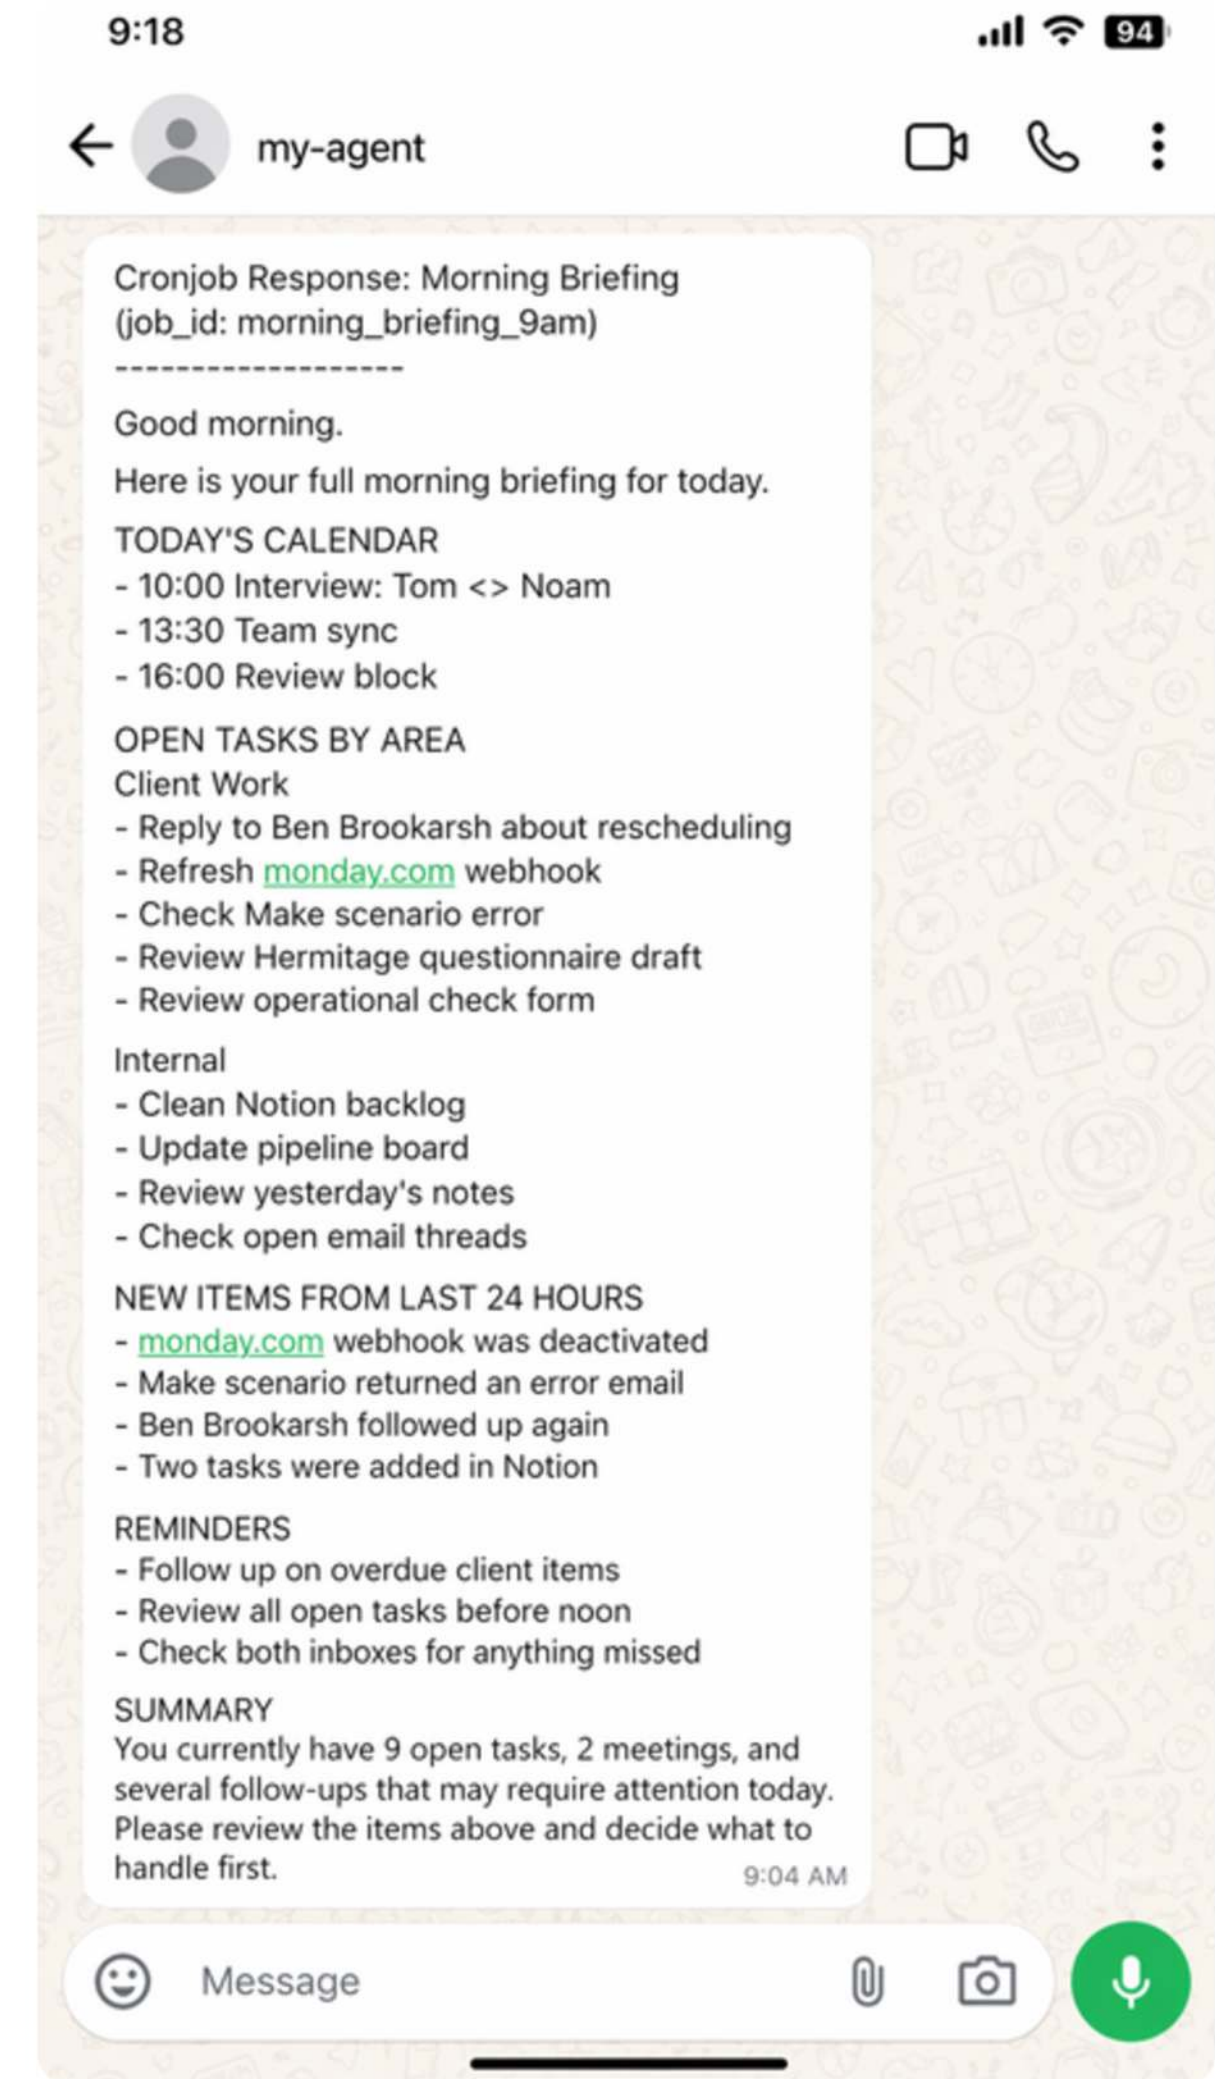 9:18
94
my-agent
Cronjob Response: Morning Briefing
(job_id: morning_briefing_9am)
-------------------
Good morning.
Here is your full morning briefing for today.
TODAY'S CALENDAR
- 10:00 Interview: Tom <> Noam
- 13:30 Team sync
- 16:00 Review block
OPEN TASKS BY AREA
Client Work
- Reply to Ben Brookarsh about rescheduling
- Refresh monday.com webhook
- Check Make scenario error
- Review Hermitage questionnaire draft
- Review operational check form
Internal
- Clean Notion backlog
- Update pipeline board
- Review yesterday's notes
- Check open email threads
NEW ITEMS FROM LAST 24 HOURS
- monday.com webhook was deactivated
- Make scenario returned an error email
- Ben Brookarsh followed up again
- Two tasks were added in Notion
REMINDERS
- Follow up on overdue client items
- Review all open tasks before noon
- Check both inboxes for anything missed
SUMMARY
You currently have 9 open tasks, 2 meetings, and
several follow-ups that may require attention today.
Please review the items above and decide what to
handle first.
9:04 AM
Message